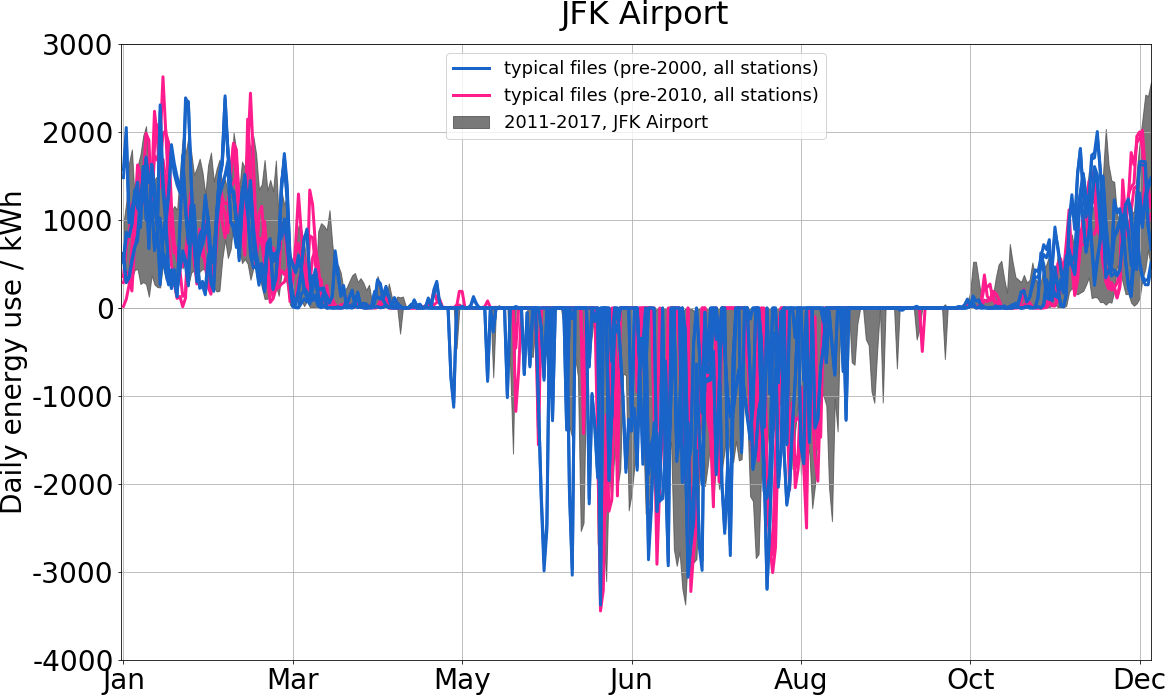 JFK Airport
typical files (pre-2000, all stations)
typical files (pre-2010, all stations)
2011-2017, JFK Airport
Daily energy use / kWh
3000
2000
1000
0
-1000
-2000
-3000
-4000
Jan
Mar
May
Jun
Aug
Oct
Dec